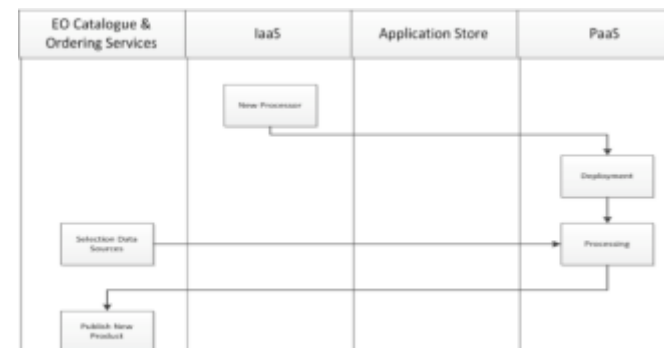 EO Catalogue &
Ordering Services
IaaS
Application Store
PaaS
New Processor
Deployment
Selection Data
Sources
Processing
Publish New
Product